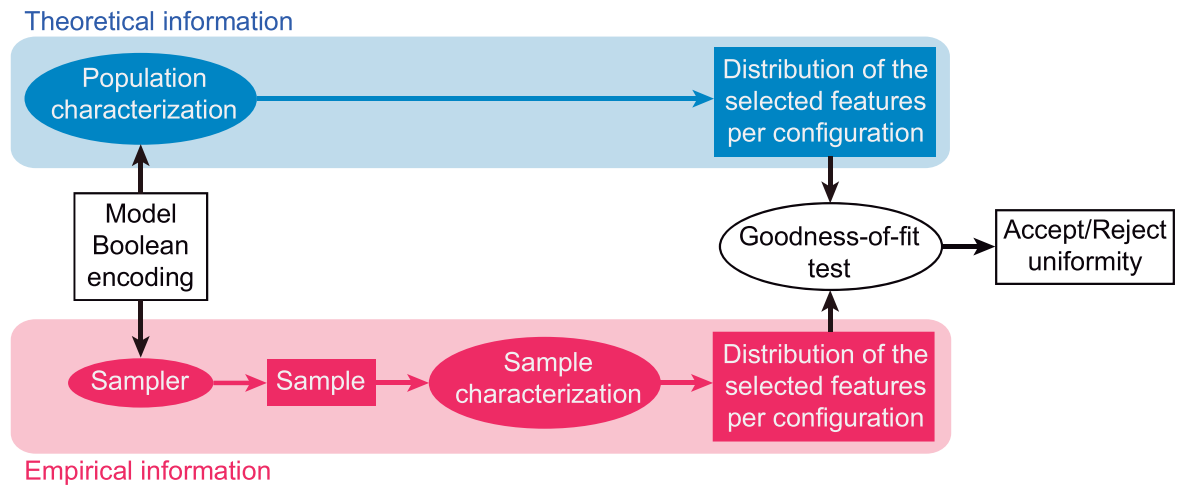 Theoretical information
Population
characterization
Distribution of the
selected features
per configuration
Model
Boolean
encoding
Goodness-of-fit
test
Accept/Reject
uniformity
Sampler
Sample
Sample
characterization
Distribution of the
selected features
per configuration
Empirical information